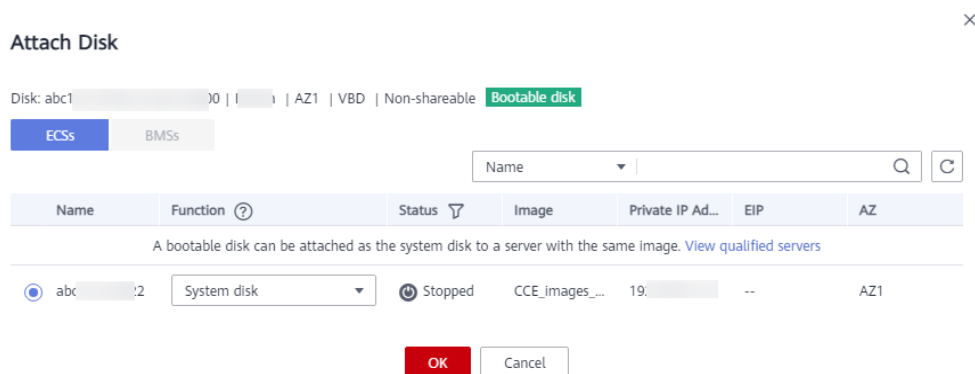 Attach Disk
Disk: abc1 00 | | AZ1 | VBD | Non-shareable Bootable disk
ECSs BMSs
Name
Name Function ? Status Image Private IP Ad... EIP AZ
A bootable disk can be attached as the system disk to a server with the same image. View qualified servers
abc 22 System disk Stopped CCE_images_... 19 -- AZ1
OK Cancel